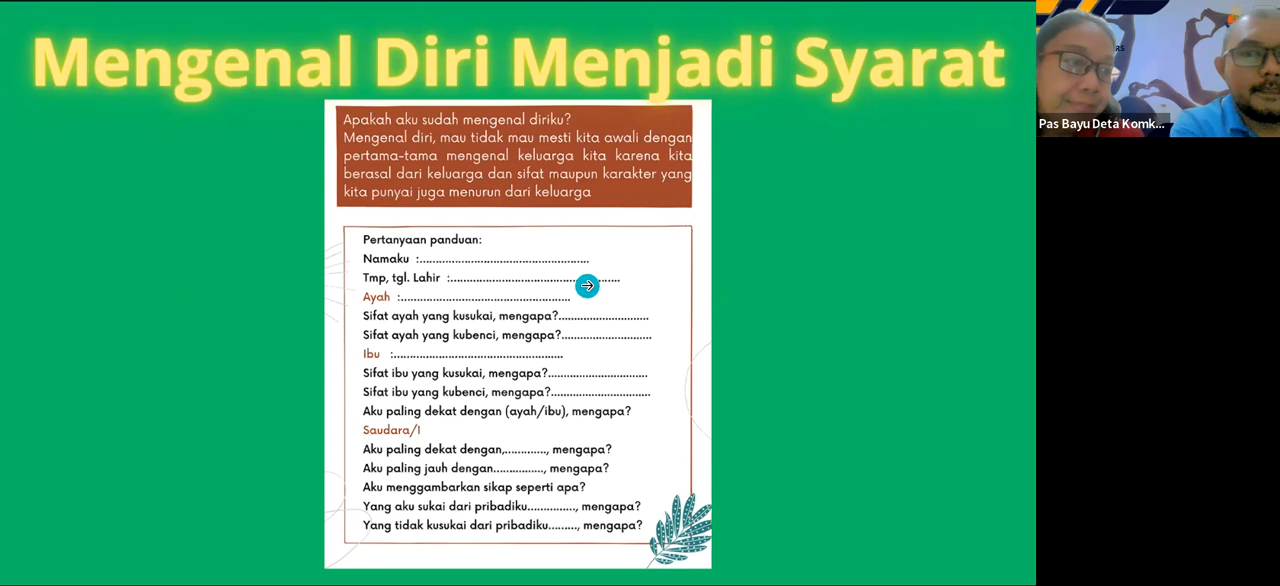 Mengenal Diri Menjadi Syarat
Apakah aku sudah mengenal diriku?
Mengenal diri, mau tidak mau mesti kita awali dengan
pertama-tama mengenal keluarga kita karena kita
berasal dari keluarga dan sifat maupun karakter yang
kita punyai juga menurun dari keluarga
Pertanyaan panduan:
Namaku :....................................................
Tmp, tgl. Lahir :....................................................
Ayah :....................................................
Sifat ayah yang kusukai, mengapa?............................
Sifat ayah yang kubenci, mengapa?............................
Ibu :....................................................
Sifat ibu yang kusukai, mengapa?..............................
Sifat ibu yang kubenci, mengapa?..............................
Aku paling dekat dengan (ayah/ibu), mengapa?
Saudara/I
Aku paling dekat dengan,............, mengapa?
Aku paling jauh dengan..............., mengapa?
Aku menggambarkan sikap seperti apa?
Yang aku sukai dari pribadiku.............., mengapa?
Yang tidak kusukai dari pribadiku........., mengapa?
Pas Bayu Deta Komk...